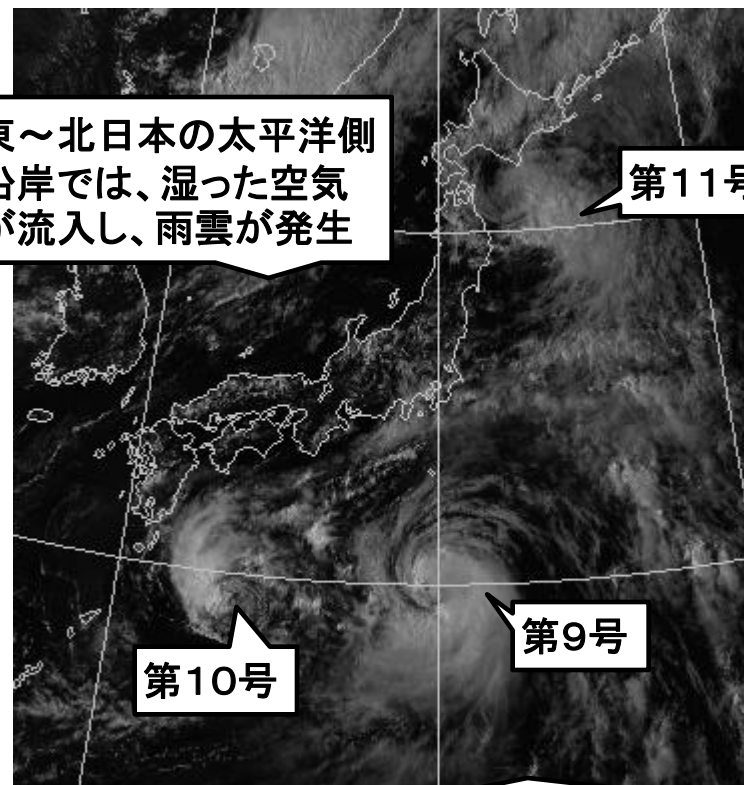 東～北日本の太平洋側
沿岸では、湿った空気
が流入し、雨雲が発生
第11号
第10号
第9号